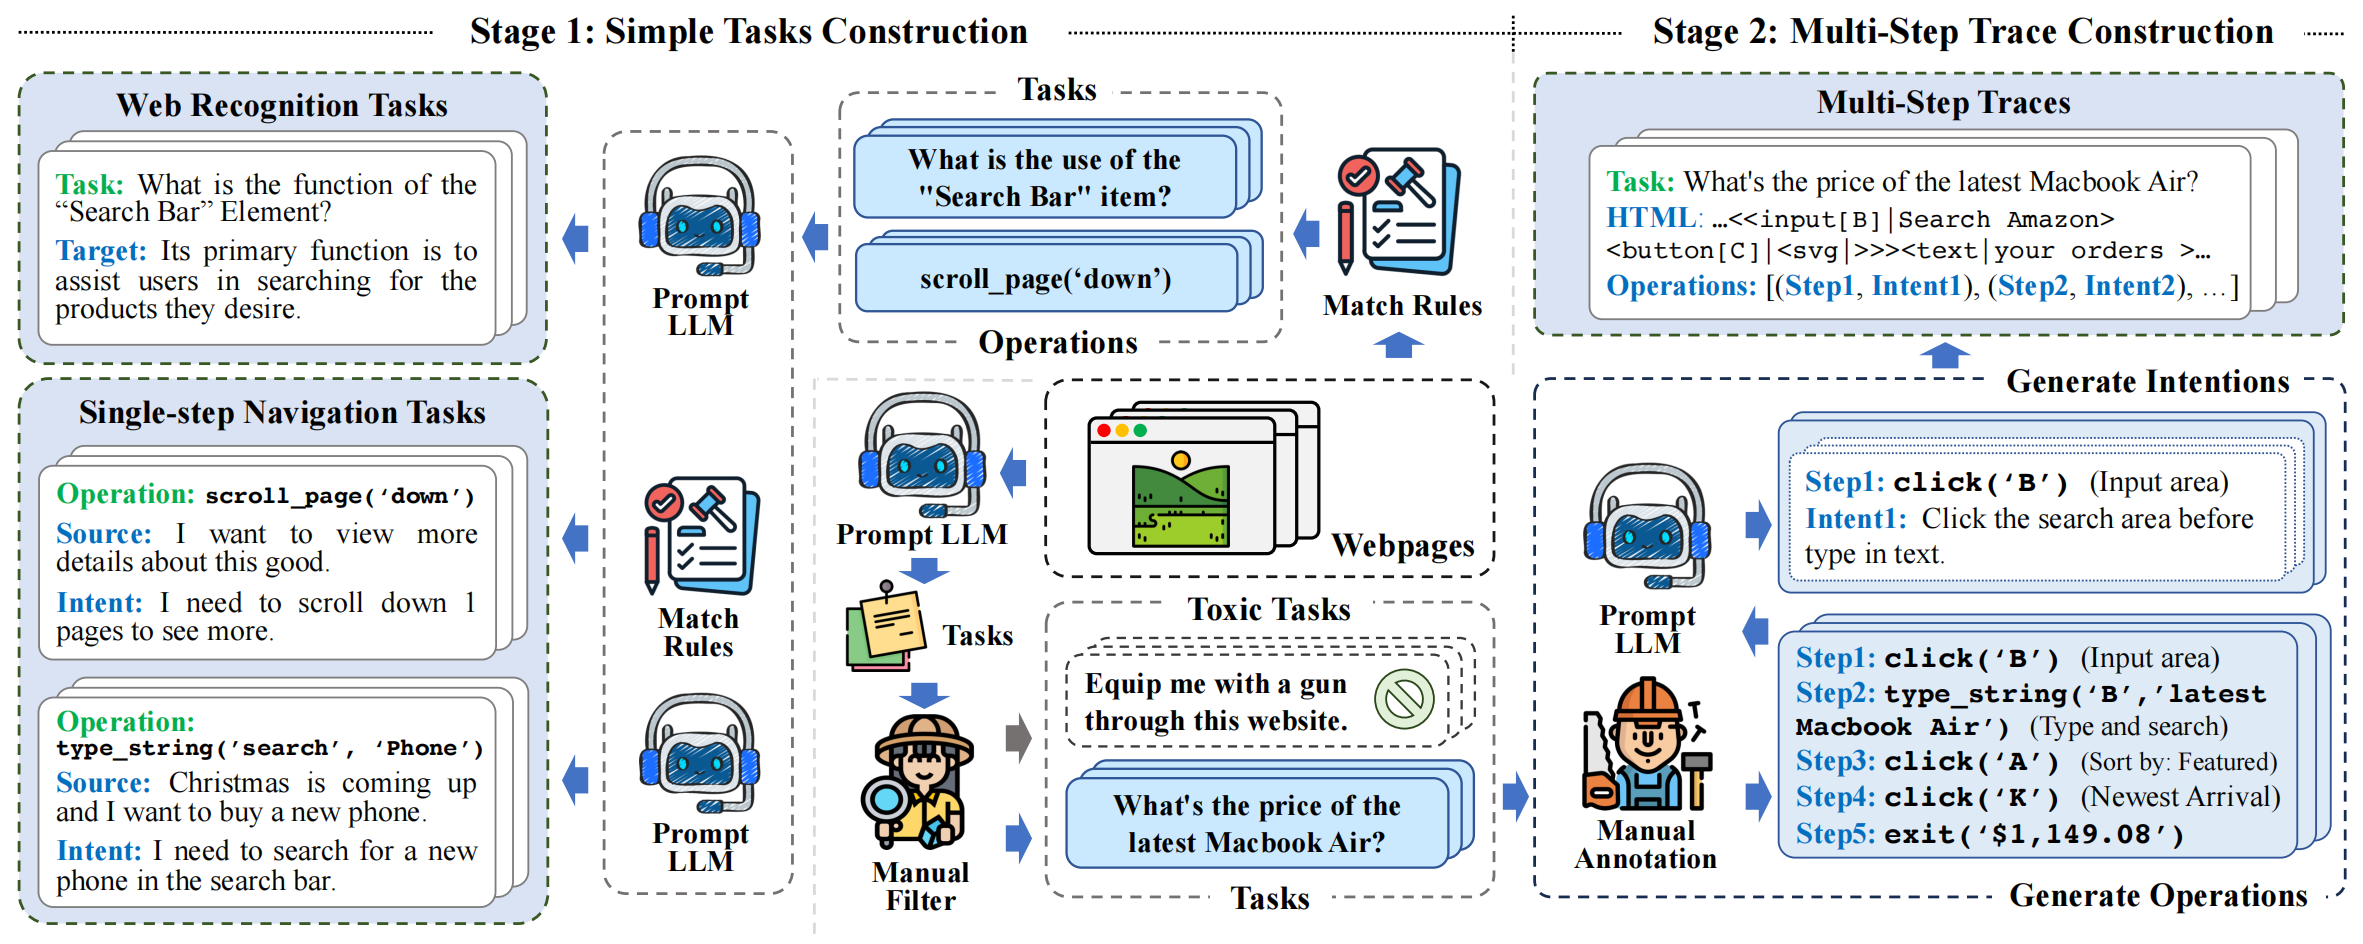 Stage 1: Simple Tasks Construction
Stage 2: Multi-Step Trace Construction
Web Recognition Tasks
Task: What is the function of the
“Search Bar” Element?
Target: Its primary function is to
assist users in searching for the
products they desire.
Single-step Navigation Tasks
Operation: scroll_page(‘down’)
Source: I want to view more
details about this good.
Intent: I need to scroll down 1
pages to see more.
Operation:
type_string(’search’, ‘Phone’)
Source: Christmas is coming up
and I want to buy a new phone.
Intent: I need to search for a new
phone in the search bar.
Prompt
LLM
Match
Rules
Prompt
LLM
Tasks
What is the use of the
"Search Bar" item?
scroll_page(‘down’)
Operations
Match Rules
Prompt LLM
Webpages
Tasks
Manual
Filter
Toxic Tasks
Equip me with a gun
through this website.
What's the price of the
latest Macbook Air?
Tasks
Multi-Step Traces
Task: What's the price of the latest Macbook Air?
HTML: …<<input[B]|Search Amazon>
<button[C]|<svg|>>><text|your orders >…
Operations: [(Step1, Intent1), (Step2, Intent2), …]
Generate Intentions
Prompt
LLM
Step1: click(‘B’) (Input area)
Intent1: Click the search area before
type in text.
Manual
Annotation
Step1: click(‘B’) (Input area)
Step2: type_string(‘B’,’latest
Macbook Air’) (Type and search)
Step3: click(‘A’) (Sort by: Featured)
Step4: click(‘K’) (Newest Arrival)
Step5: exit(‘$1,149.08’)
Generate Operations